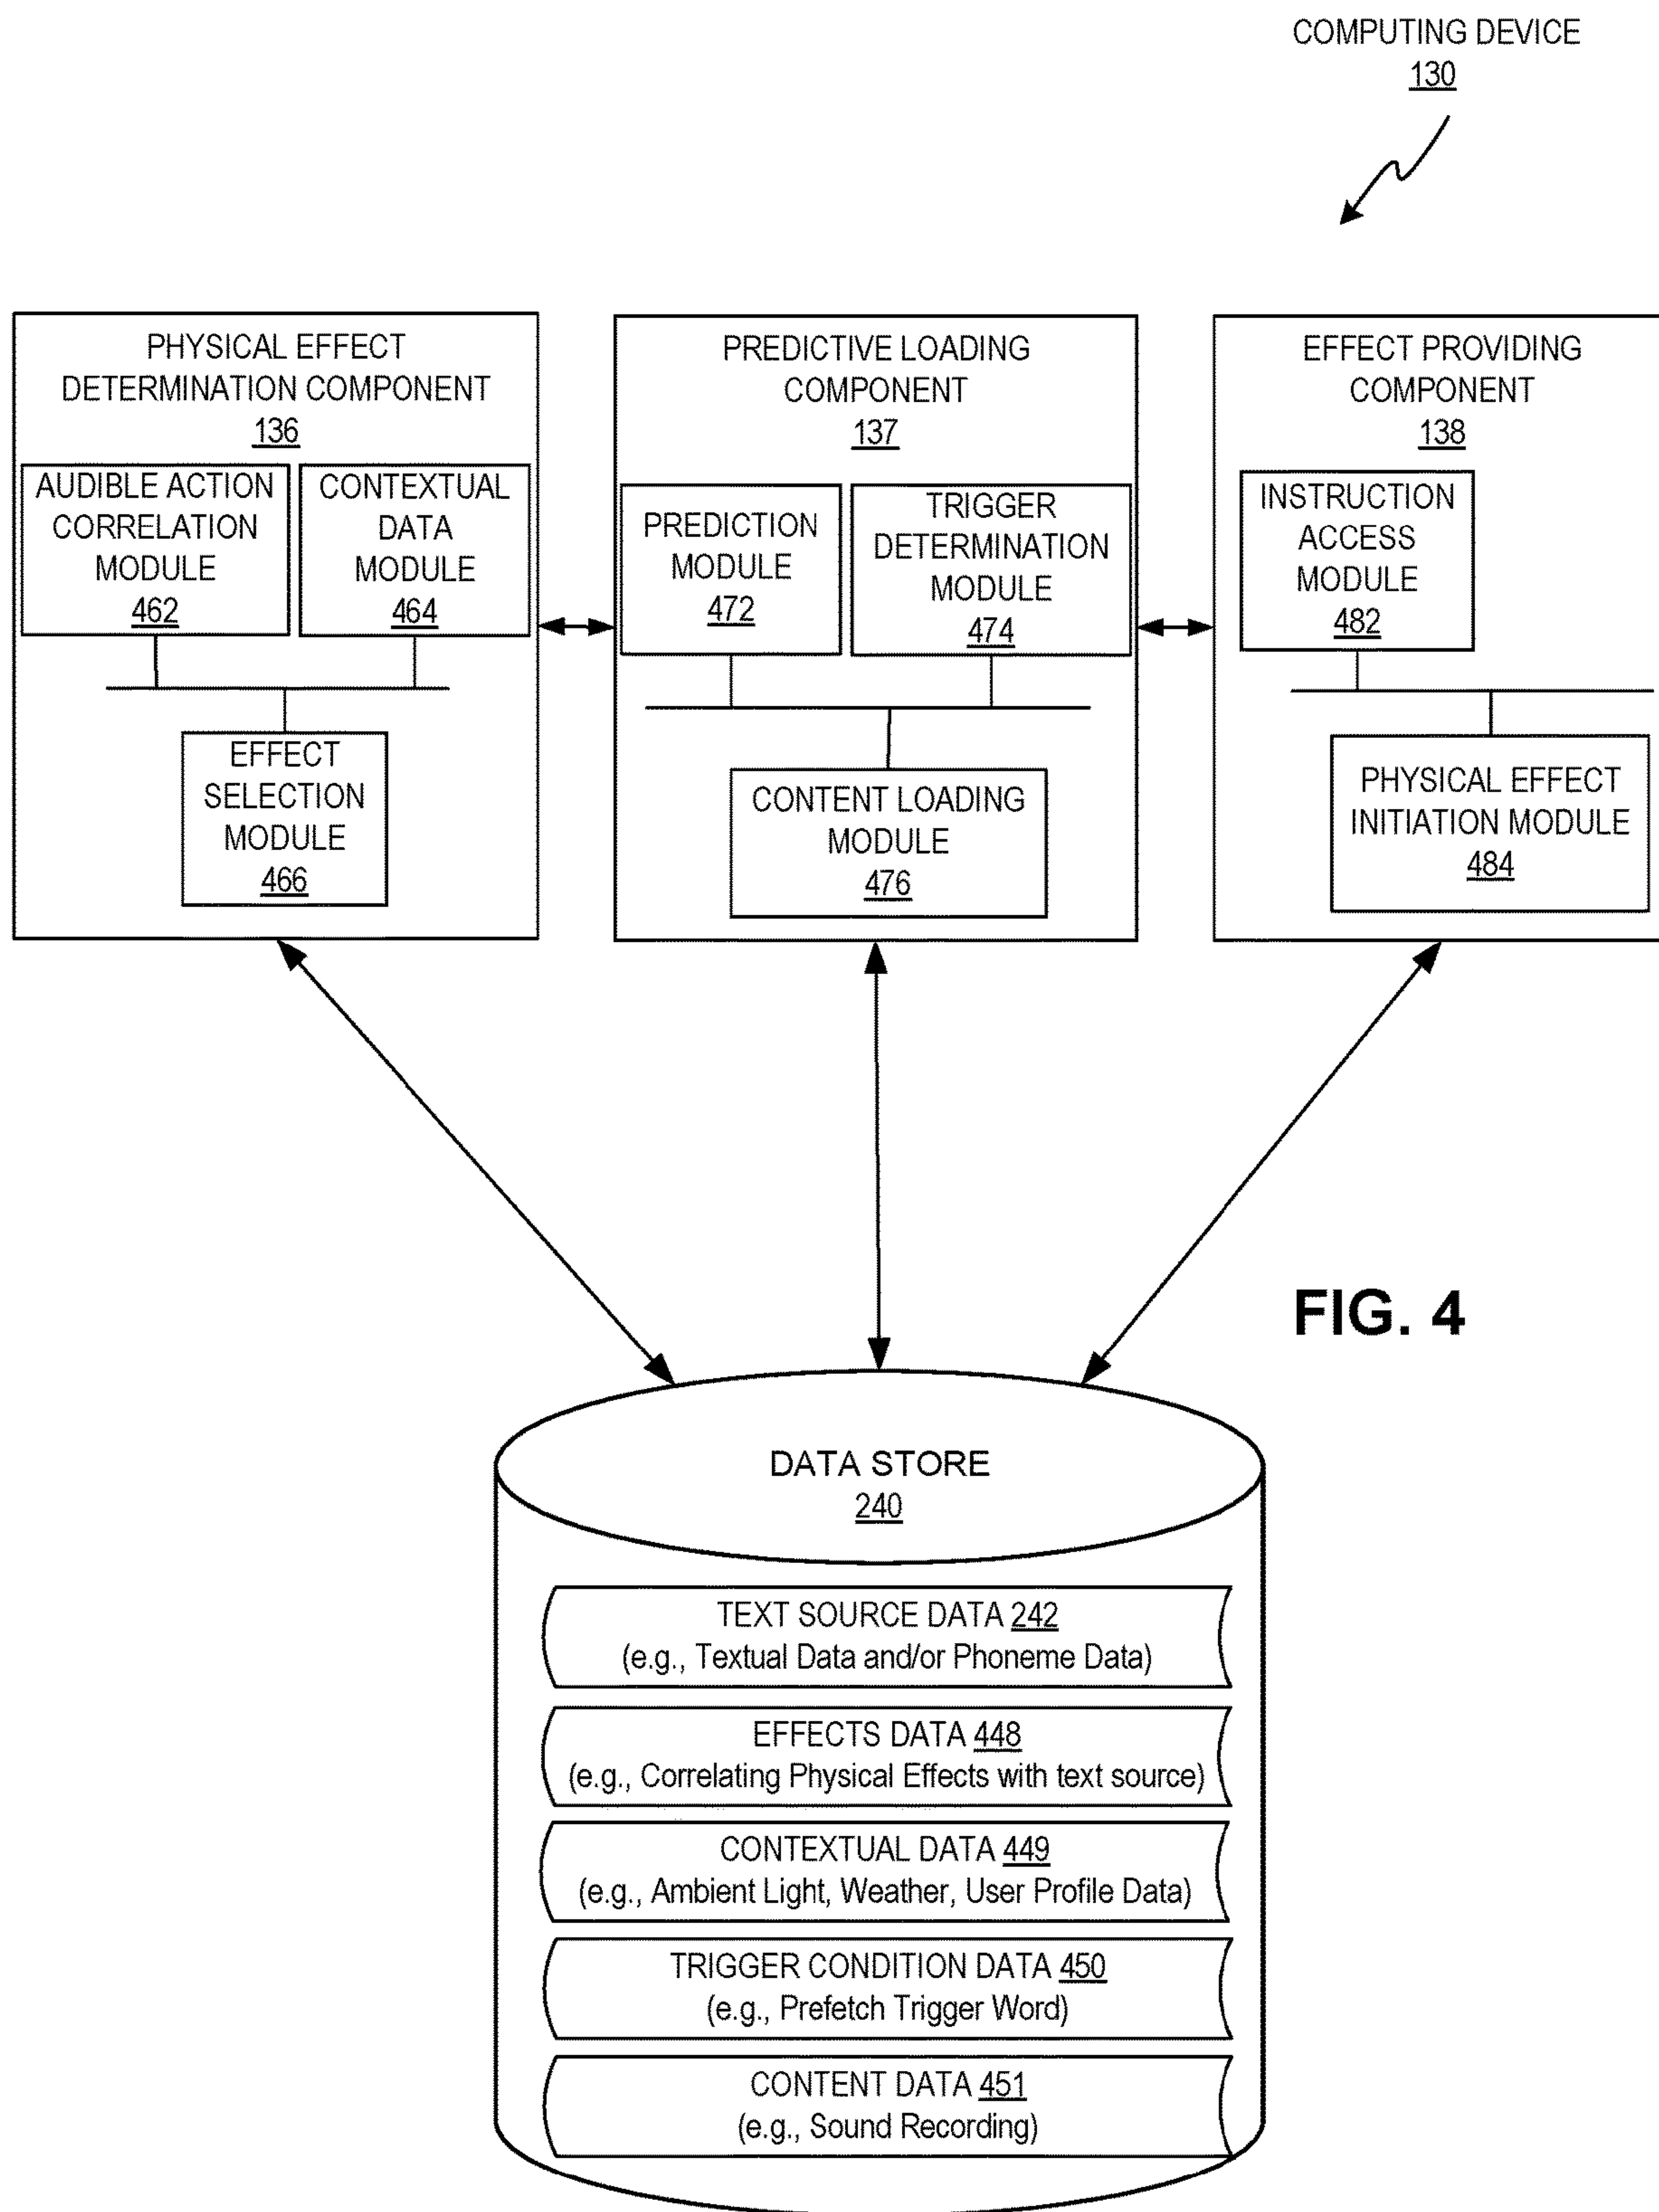 COMPUTING DEVICE
130
PHYSICAL EFFECT
DETERMINATION COMPONENT
136
AUDIBLE ACTION
CORRELATION
MODULE
462
CONTEXTUAL
DATA
MODULE
464
EFFECT
SELECTION
MODULE
466
PREDICTIVE LOADING
COMPONENT
137
PREDICTION
MODULE
472
TRIGGER
DETERMINATION
MODULE
474
CONTENT LOADING
MODULE
476
EFFECT PROVIDING
COMPONENT
138
INSTRUCTION
ACCESS
MODULE
482
PHYSICAL EFFECT
INITIATION MODULE
484
FIG. 4
DATA STORE
240
TEXT SOURCE DATA 242
(e.g., Textual Data and/or Phoneme Data)
EFFECTS DATA 448
(e.g., Correlating Physical Effects with text source)
CONTEXTUAL DATA 449
(e.g., Ambient Light, Weather, User Profile Data)
TRIGGER CONDITION DATA 450
(e.g., Prefetch Trigger Word)
CONTENT DATA 451
(e.g., Sound Recording)